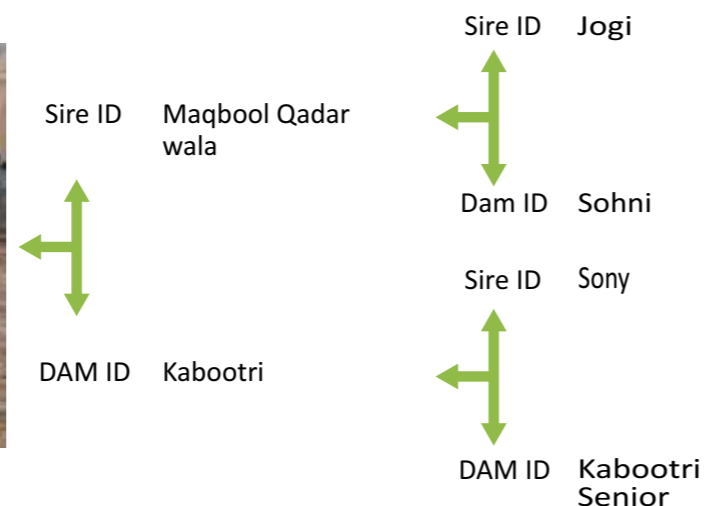 Sire ID Jogi
Sire ID Maqbool Qadar
wala
Dam ID Sohni
Sire ID Sony
DAM ID Kabootri
DAM ID Kabootri
Senior